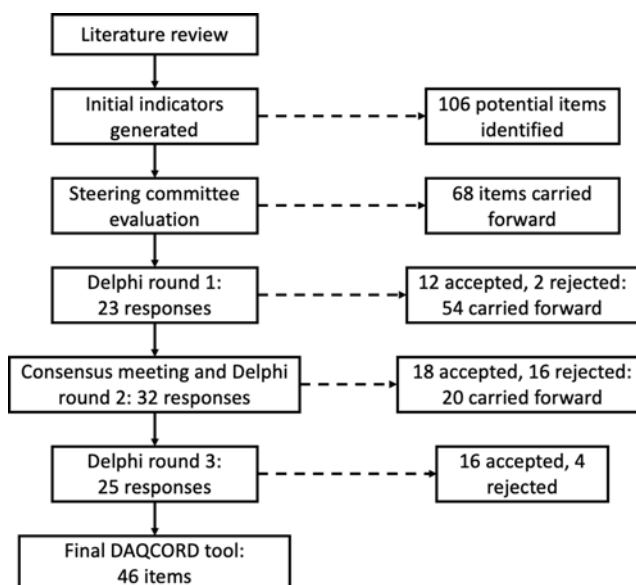 Literature review
Initial indicators
generated
106 potential items
identified
Steering committee
evaluation
68 items carried
forward
Delphi round 1:
23 responses
12 accepted, 2 rejected:
54 carried forward
Consensus meeting and Delphi
round 2: 32 responses
18 accepted, 16 rejected:
20 carried forward
Delphi round 3:
25 responses
16 accepted, 4
rejected
Final DAQCORD tool:
46 items